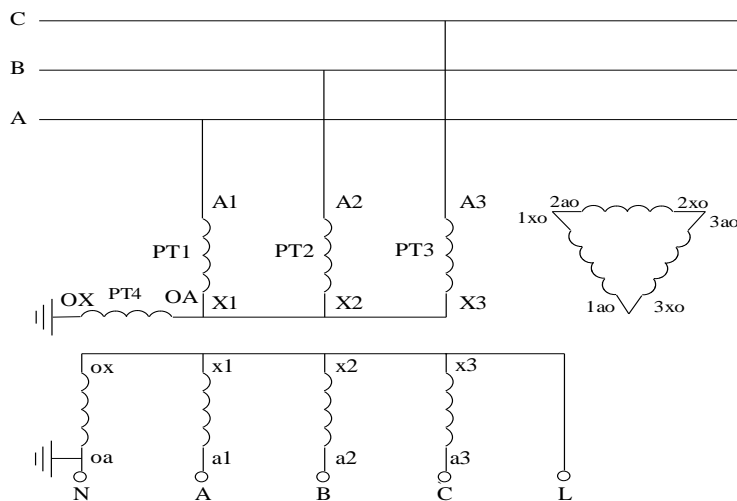 C
B
A
A1 A2 A3
2ao 2xo
1xo 3ao
PT1 PT2 PT3
OX PT4 OA X1 X2 X3
1ao 3xo
ox x1 x2 x3
oa a1 a2 a3
N A B C L